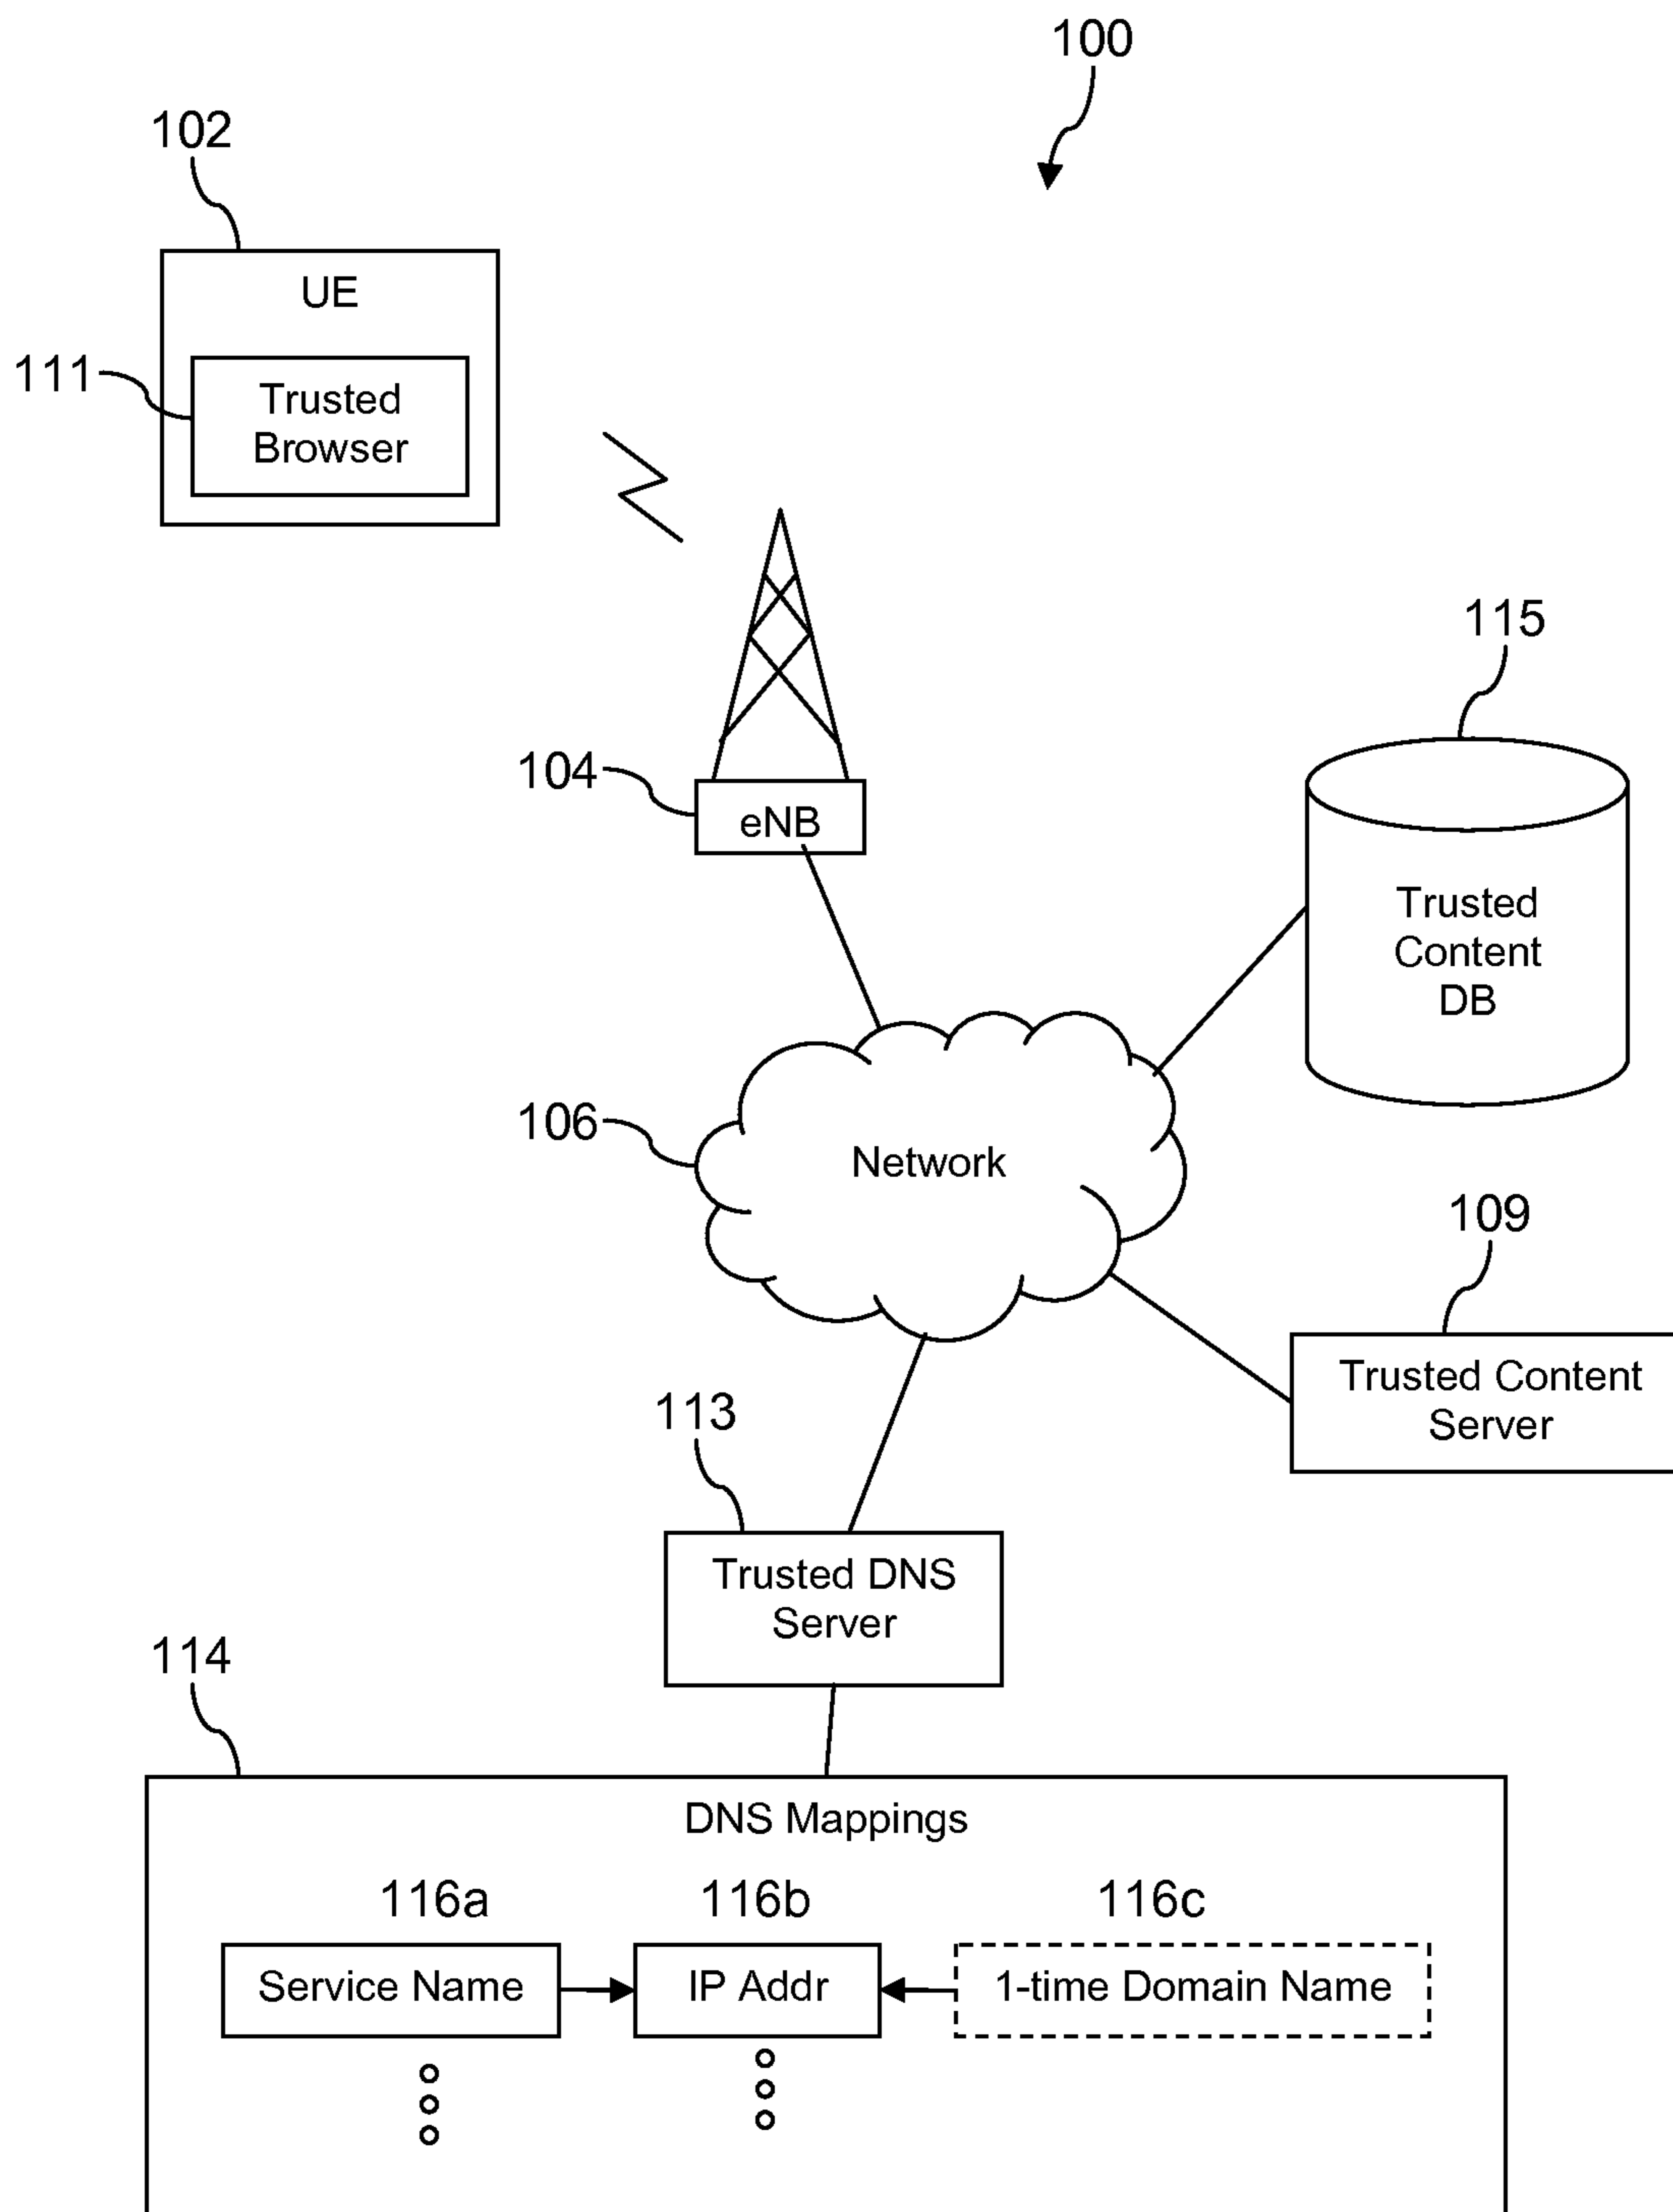 100
102
UE
111
Trusted
Browser
104
eNB
115
Trusted
Content
DB
106
Network
109
Trusted Content
Server
113
Trusted DNS
Server
114
DNS Mappings
116a 116b 116c
Service Name IP Addr 1-time Domain Name